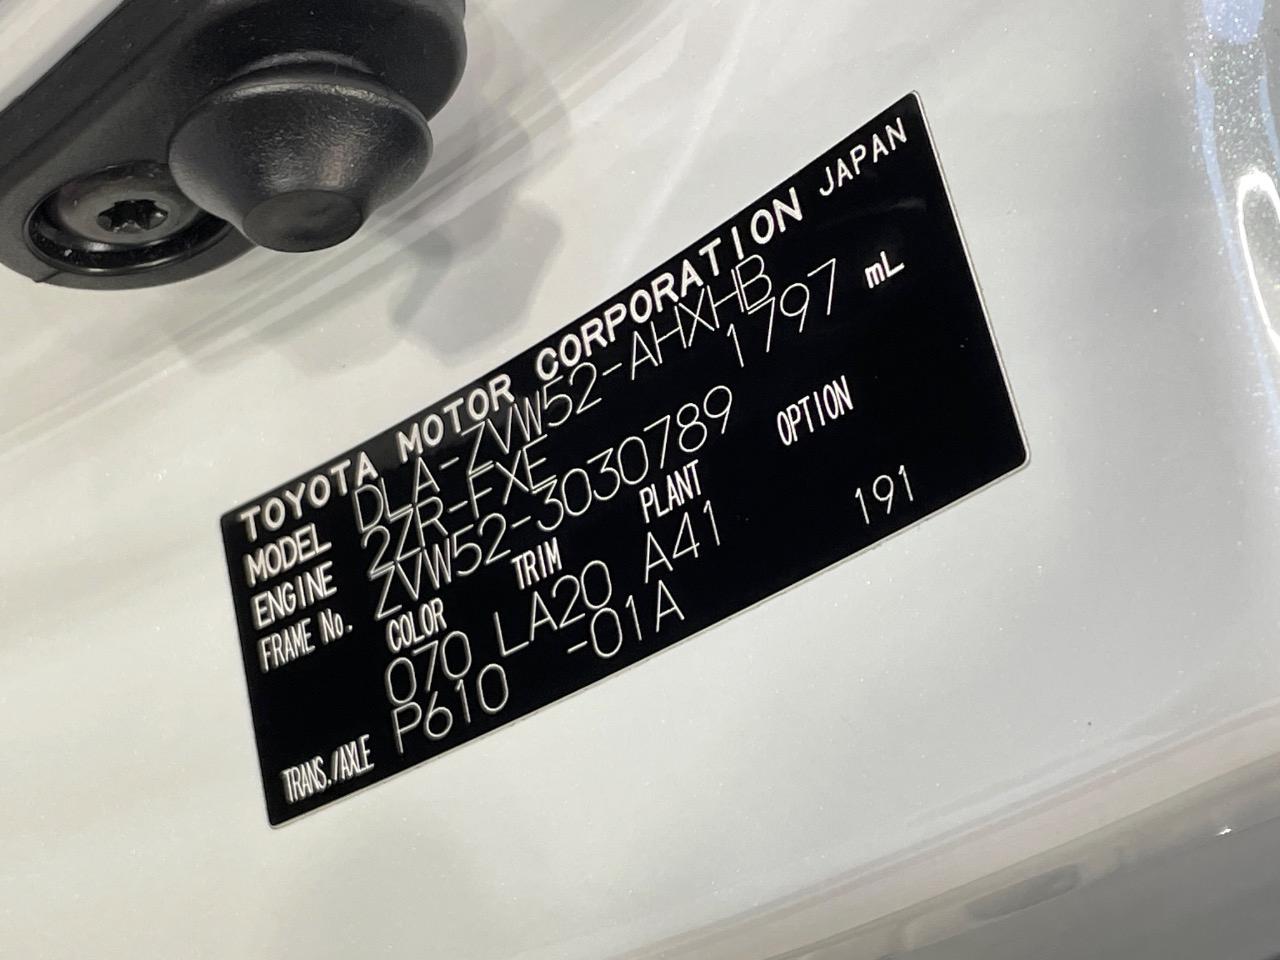 TOYOTA MOTOR CORPORATION JAPAN
MODEL DLA-ZVW52-AHXHB
ENGINE 2ZR-FXE 1797 mL
FRAME No. ZVW52-3030789
COLOR TRIM PLANT OPTION
070 LA20 A41 191
TRANS./AXLE P610 -01A